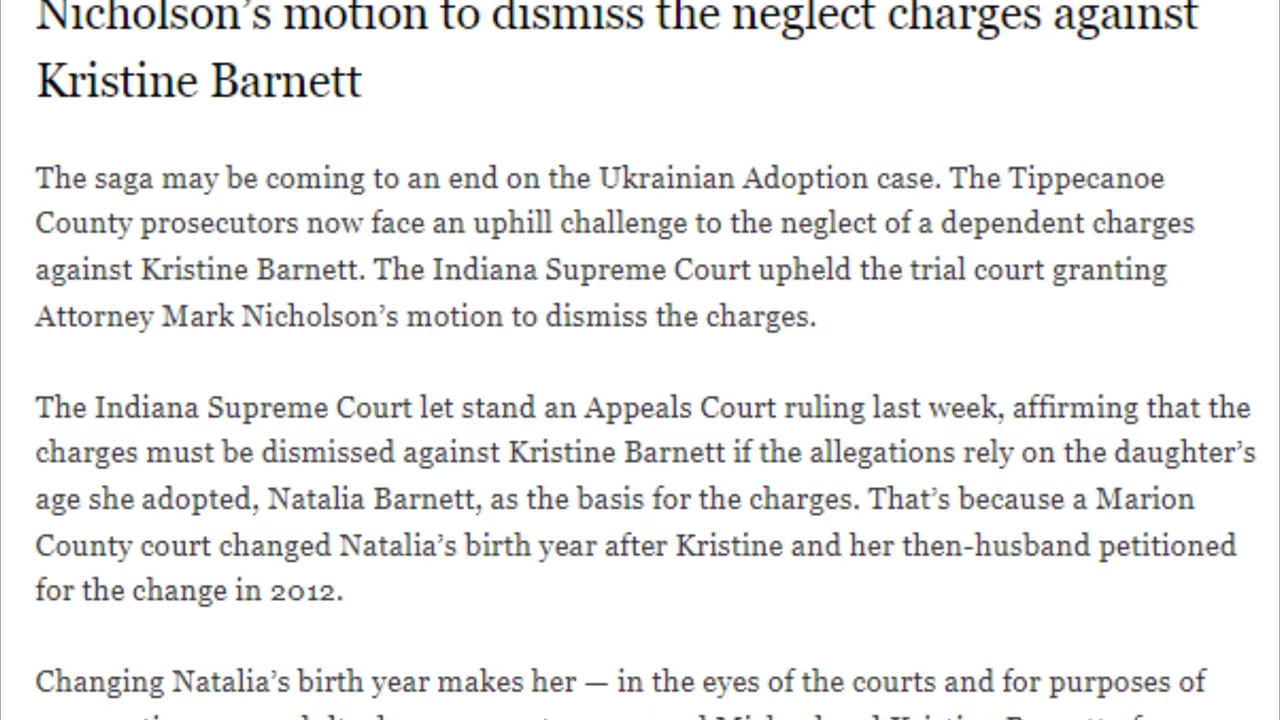 Nicholson’s motion to dismiss the neglect charges against
Kristine Barnett
The saga may be coming to an end on the Ukrainian Adoption case. The Tippecanoe
County prosecutors now face an uphill challenge to the neglect of a dependent charges
against Kristine Barnett. The Indiana Supreme Court upheld the trial court granting
Attorney Mark Nicholson’s motion to dismiss the charges.
The Indiana Supreme Court let stand an Appeals Court ruling last week, affirming that the
charges must be dismissed against Kristine Barnett if the allegations rely on the daughter’s
age she adopted, Natalia Barnett, as the basis for the charges. That’s because a Marion
County court changed Natalia’s birth year after Kristine and her then-husband petitioned
for the change in 2012.
Changing Natalia’s birth year makes her — in the eyes of the courts and for purposes of